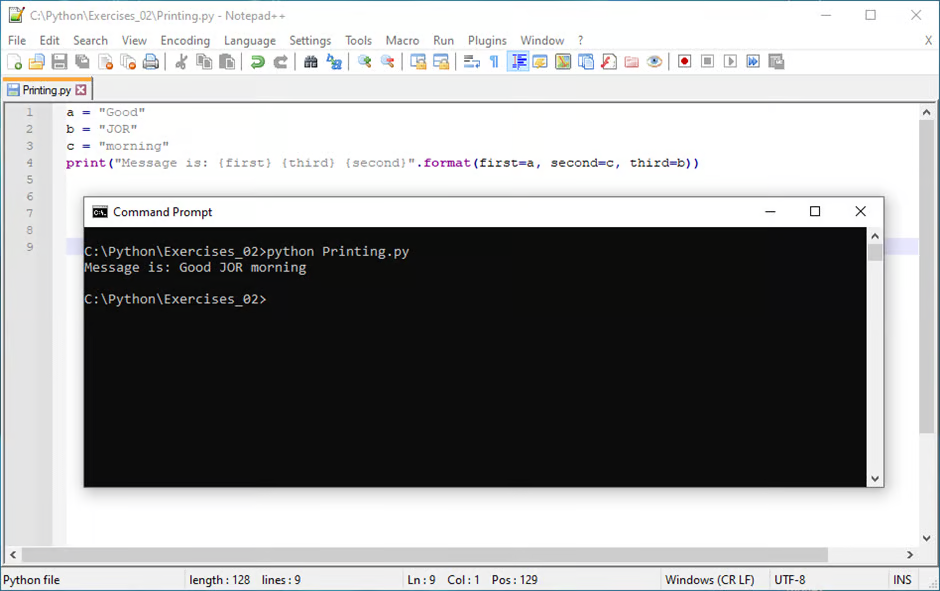 C:\Python\Exercises_02\Printing.py - Notepad++
File Edit Search View Encoding Language Settings Tools Macro Run Plugins Window ? X
Printing.py
1 a = "Good"
2 b = "JOR"
3 c = "morning"
4 print("Message is: {first} {third} {second}".format(first=a, second=c, third=b))
5
6
7
8
9
Command Prompt
C:\Python\Exercises_02>python Printing.py
Message is: Good JOR morning
C:\Python\Exercises_02>
Python file length : 128 lines : 9 Ln : 9 Col : 1 Pos : 129 Windows (CR LF) UTF-8 INS